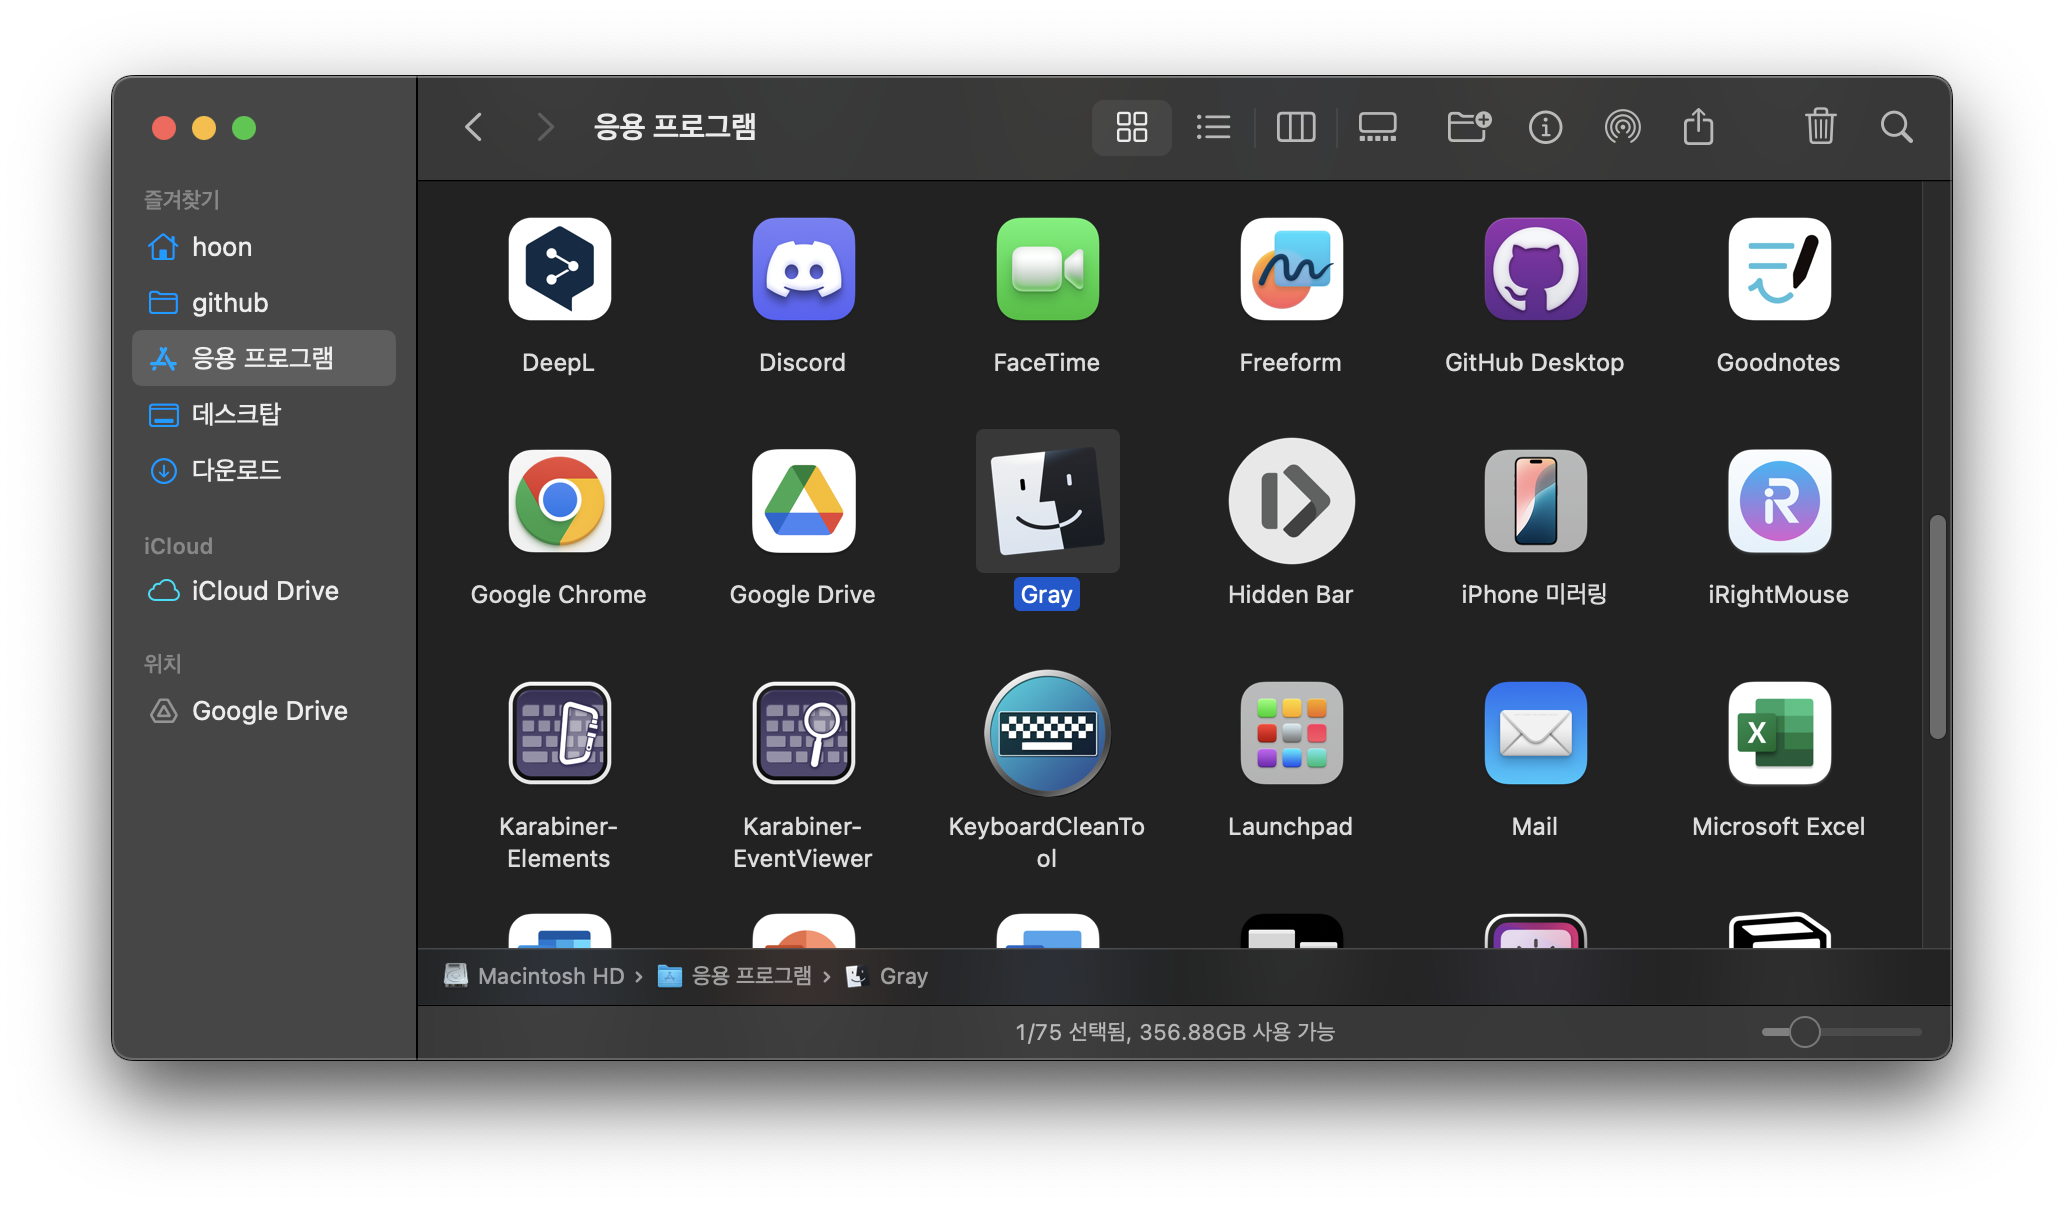 응용 프로그램
즐겨찾기
hoon
github
응용 프로그램
데스크탑
다운로드
iCloud
iCloud Drive
위치
Google Drive
DeepL
Discord
FaceTime
Freeform
GitHub Desktop
Goodnotes
Google Chrome
Google Drive
Gray
Hidden Bar
iPhone 미러링
iRightMouse
Karabiner-
Elements
Karabiner-
EventViewer
KeyboardCleanTo
ol
Launchpad
Mail
Microsoft Excel
Macintosh HD › 응용 프로그램 › Gray
1/75 선택됨, 356.88GB 사용 가능